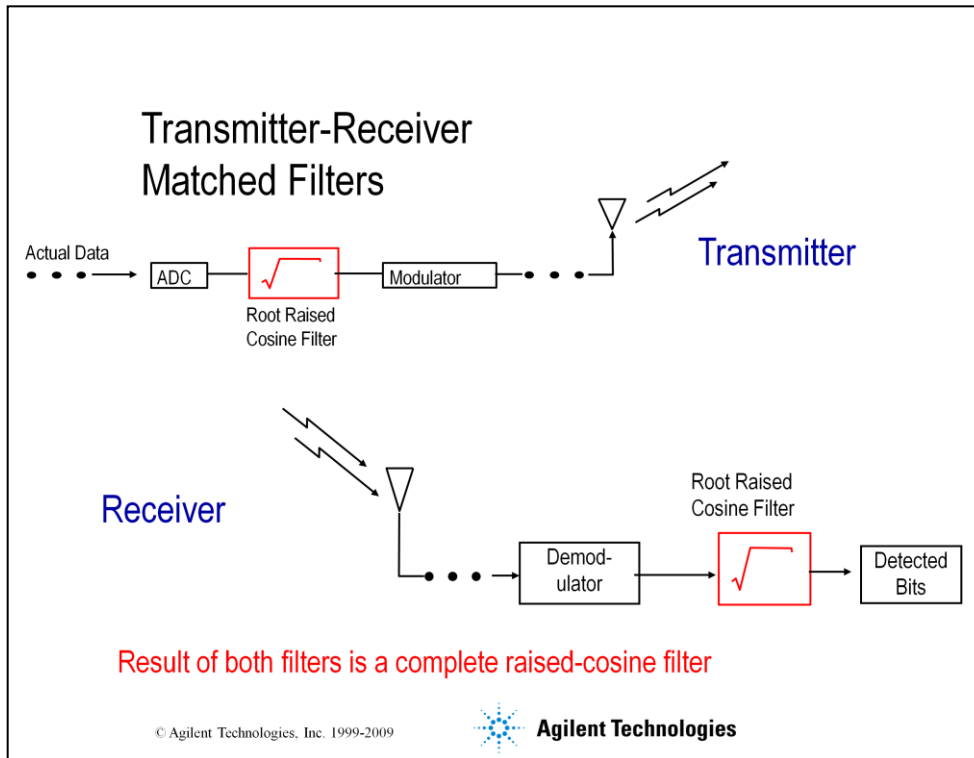 Transmitter-Receiver
Matched Filters
Actual Data
ADC
Root Raised
Cosine Filter
Modulator
Transmitter
Receiver
Demod-
ulator
Root Raised
Cosine Filter
Detected
Bits
Result of both filters is a complete raised-cosine filter
© Agilent Technologies, Inc. 1999-2009
Agilent Technologies